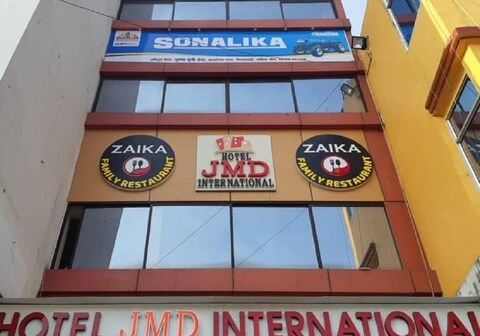 SONALIKA
ZAIKA
FAMILY RESTAURANT
HOTEL
JMD
INTERNATIONAL
ZAIKA
FAMILY RESTAURANT
HOTEL JMD INTERNATIONAL